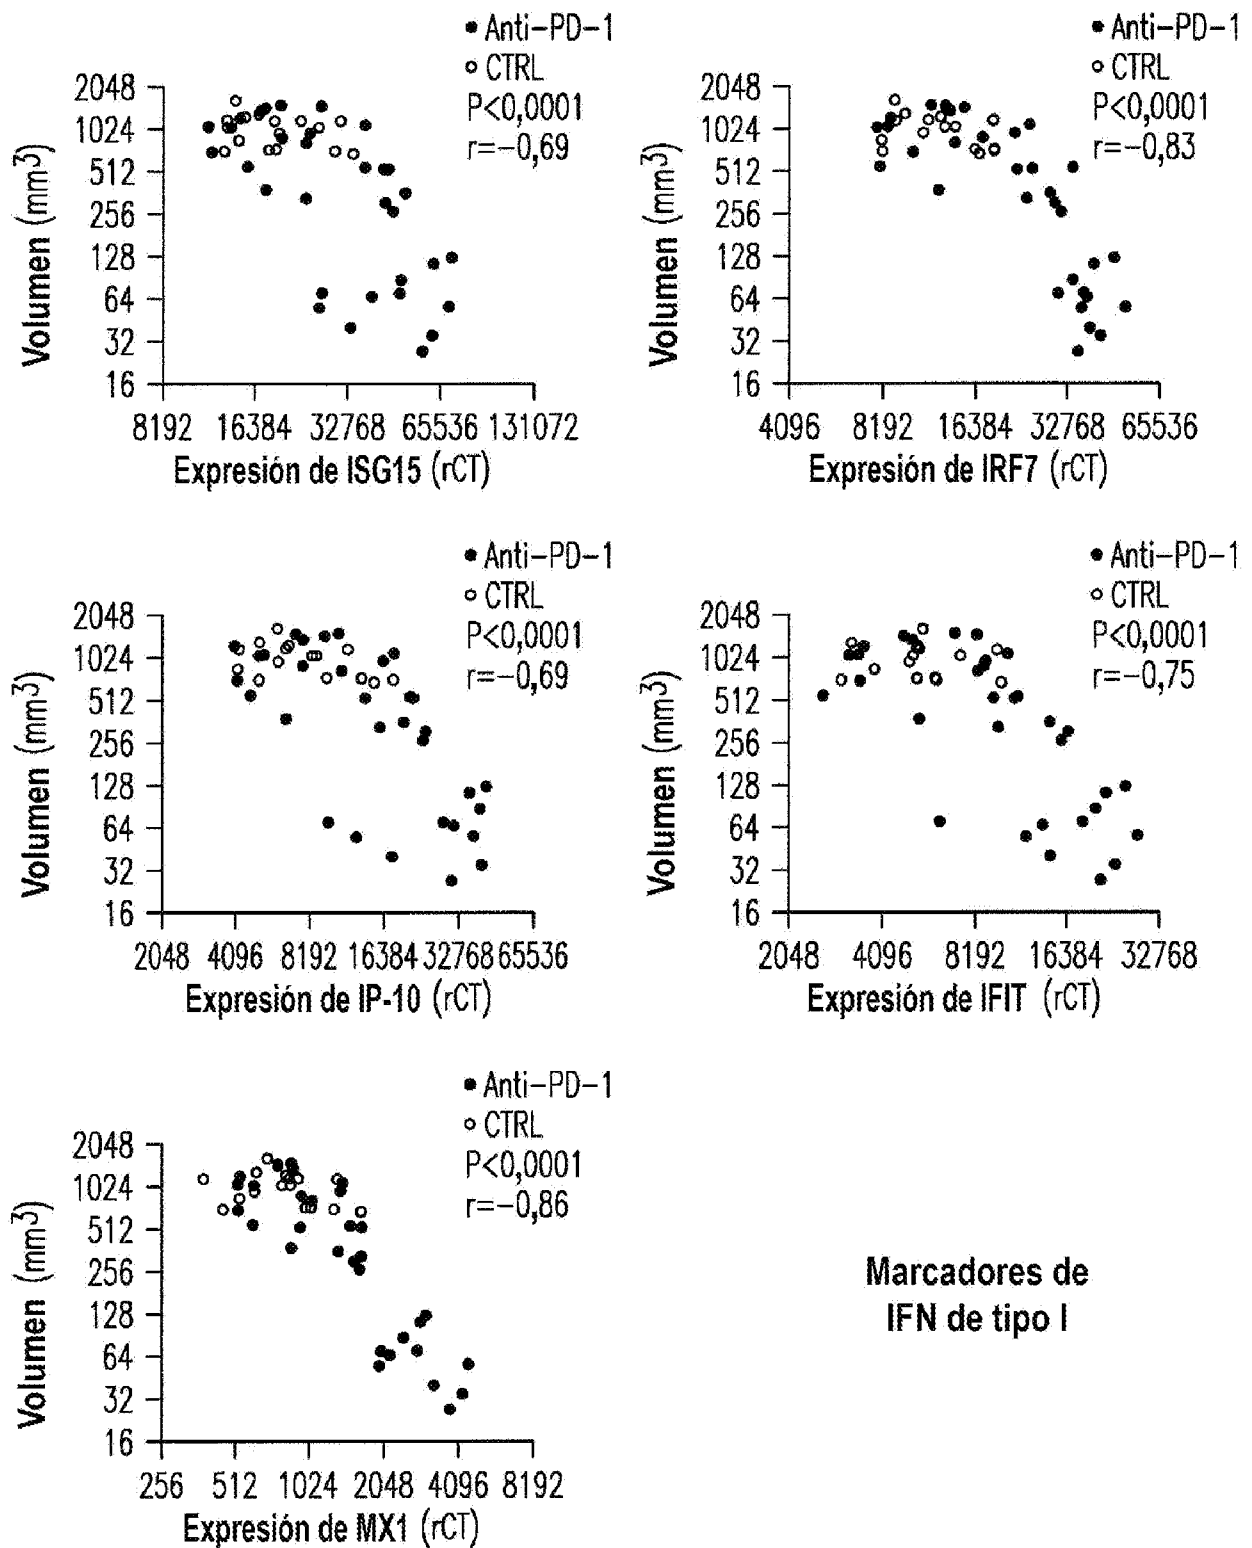 Anti-PD-1
CTRL
P<0,0001
r=-0,69
2048
1024
512
256
128
64
32
16
Volumen (mm3)
8192 16384 32768 65536 131072
Expresión de ISG15 (rCT)
Anti-PD-1
CTRL
P<0,0001
r=-0,83
2048
1024
512
256
128
64
32
16
Volumen (mm3)
4096 8192 16384 32768 65536
Expresión de IRF7 (rCT)
Anti-PD-1
CTRL
P<0,0001
r=-0,69
2048
1024
512
256
128
64
32
16
Volumen (mm3)
2048 4096 8192 16384 32768 65536
Expresión de IP-10 (rCT)
Anti-PD-1
CTRL
P<0,0001
r=-0,75
2048
1024
512
256
128
64
32
16
Volumen (mm3)
2048 4096 8192 16384 32768
Expresión de IFIT (rCT)
Anti-PD-1
CTRL
P<0,0001
r=-0,86
2048
1024
512
256
128
64
32
16
Volumen (mm3)
256 512 1024 2048 4096 8192
Expresión de MX1 (rCT)
Marcadores de
IFN de tipo I